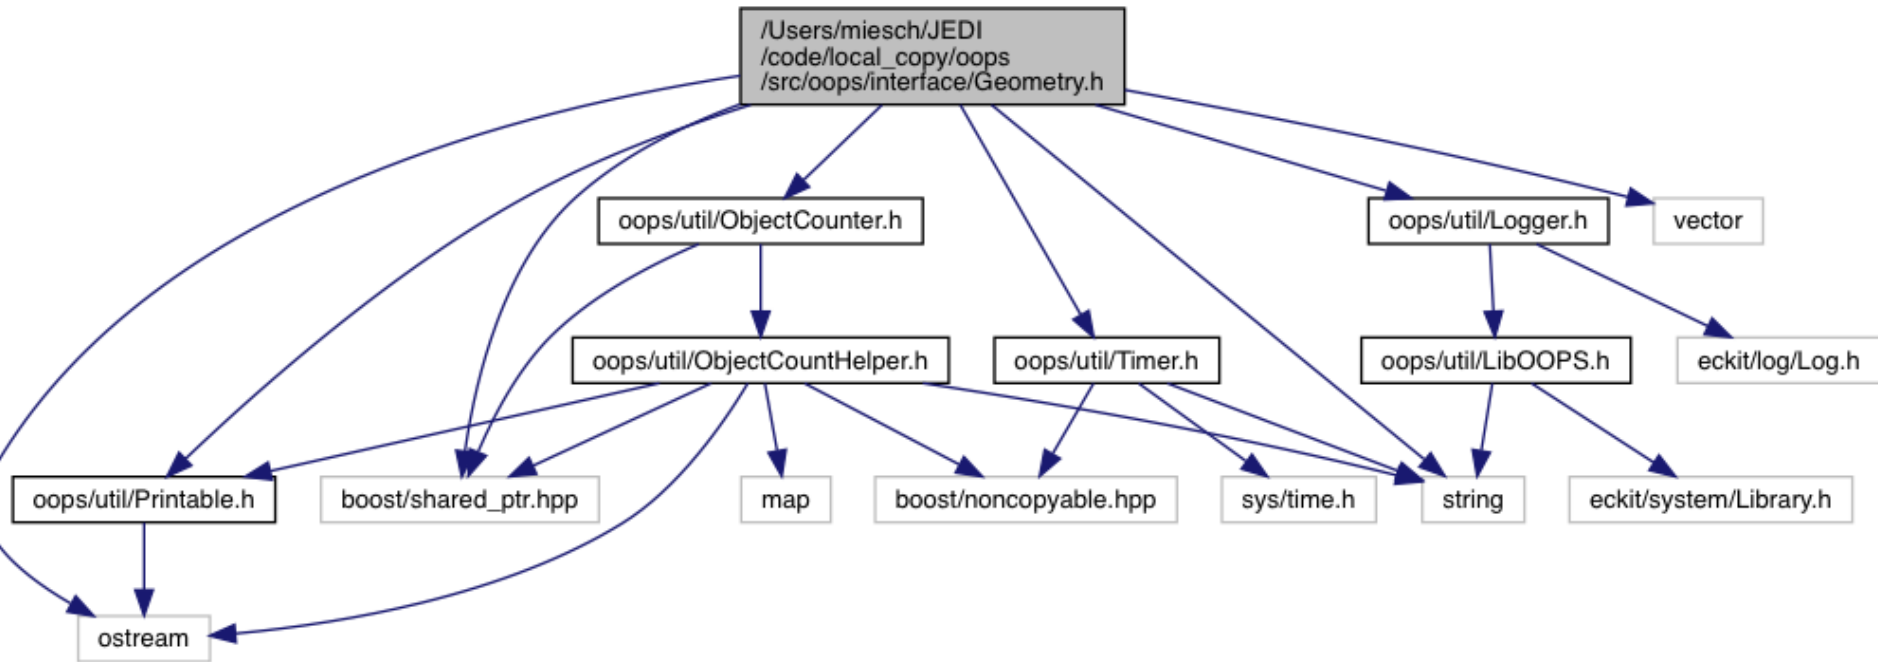 /Users/miesch/JEDI
/code/local_copy/oops
/src/oops/interface/Geometry.h
oops/util/ObjectCounter.h
oops/util/Logger.h
vector
oops/util/ObjectCountHelper.h
oops/util/Timer.h
oops/util/LibOOPS.h
eckit/log/Log.h
oops/util/Printable.h
boost/shared_ptr.hpp
map
boost/noncopyable.hpp
sys/time.h
string
eckit/system/Library.h
ostream